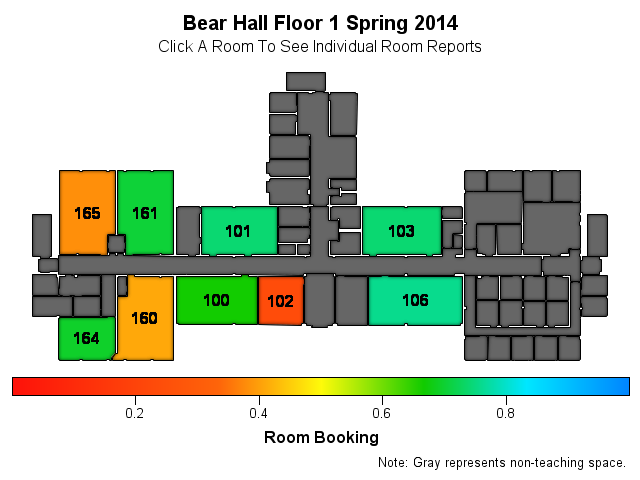 Bear Hall Floor 1 Spring 2014
Click A Room To See Individual Room Reports
165 161
101 103
100 102 106
160
164
0.2 0.4 0.6 0.8
Room Booking
Note: Gray represents non-teaching space.